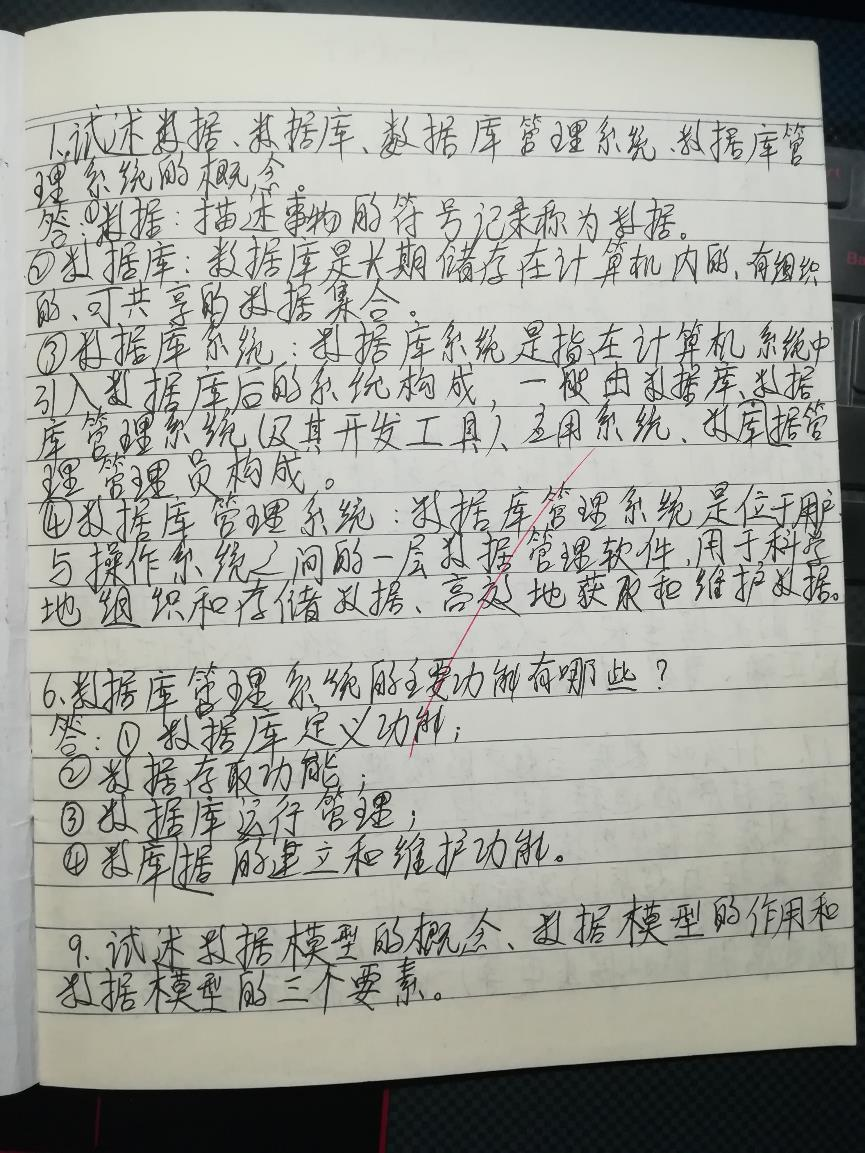 1.试述数据、数据库、数据库管理系统、数据库管
理系统的概念。
答:①数据:描述事物的符号记录称为数据。
②数据库:数据库是长期储存在计算机内的、有组织
的、可共享的数据集合。
③数据库系统:数据库系统是指在计算机系统中
引入数据库后的系统构成,一般由数据库、数据
库管理系统(及其开发工具)、应用系统、数库据管
理管理员构成。
④数据库管理系统:数据库管理系统是位于用户
与操作系统之间的一层数据管理软件,用于科学
地组织和存储数据、高效地获取和维护数据。
6.数据库管理系统的主要功能有哪些?
答:①数据库定义功能;
②数据存取功能;
③数据库运行管理;
④数库据的建立和维护功能。
9.试述数据模型的概念、数据模型的作用和
数据模型的三个要素。